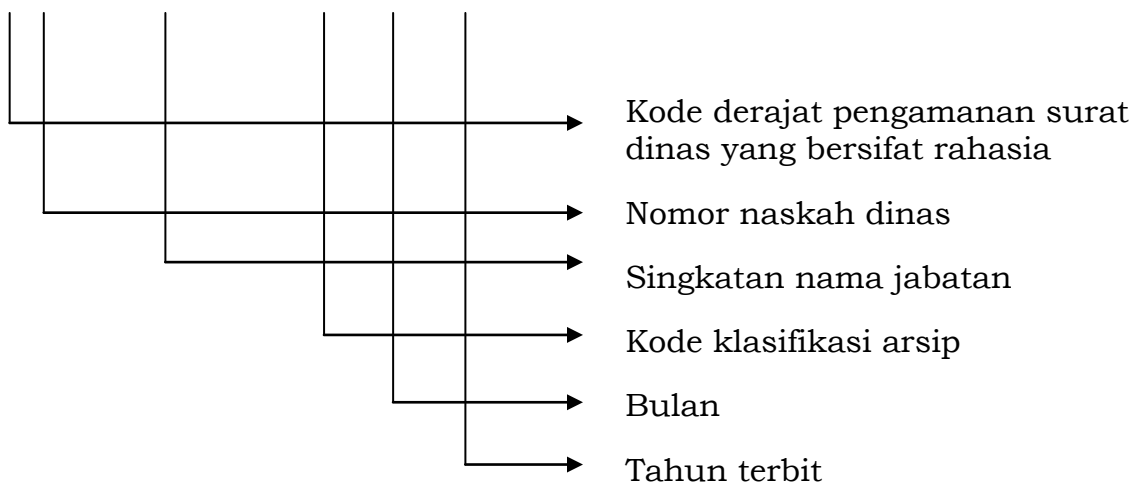 Kode derajat pengamanan surat
dinas yang bersifat rahasia
Nomor naskah dinas
Singkatan nama jabatan
Kode klasifikasi arsip
Bulan
Tahun terbit